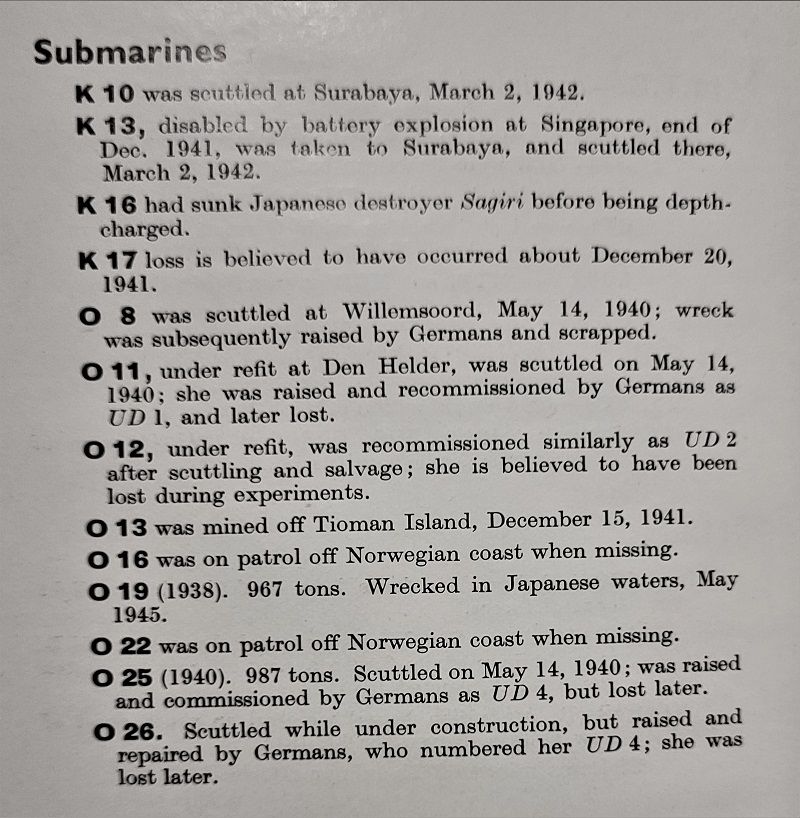 Submarines
K 10 was scuttled at Surabaya, March 2, 1942.
K 13, disabled by battery explosion at Singapore, end of
Dec. 1941, was taken to Surabaya, and scuttled there,
March 2, 1942.
K 16 had sunk Japanese destroyer Sagiri before being depth-
charged.
K 17 loss is believed to have occurred about December 20,
1941.
O 8 was scuttled at Willemsoord, May 14, 1940; wreck
was subsequently raised by Germans and scrapped.
O 11, under refit at Den Helder, was scuttled on May 14,
1940; she was raised and recommissioned by Germans as
UD 1, and later lost.
O 12, under refit, was recommissioned similarly as UD 2
after scuttling and salvage; she is believed to have been
lost during experiments.
O 13 was mined off Tioman Island, December 15, 1941.
O 16 was on patrol off Norwegian coast when missing.
O 19 (1938). 967 tons. Wrecked in Japanese waters, May
1945.
O 22 was on patrol off Norwegian coast when missing.
O 25 (1940). 987 tons. Scuttled on May 14, 1940; was raised
and commissioned by Germans as UD 4, but lost later.
O 26. Scuttled while under construction, but raised and
repaired by Germans, who numbered her UD 4; she was
lost later.